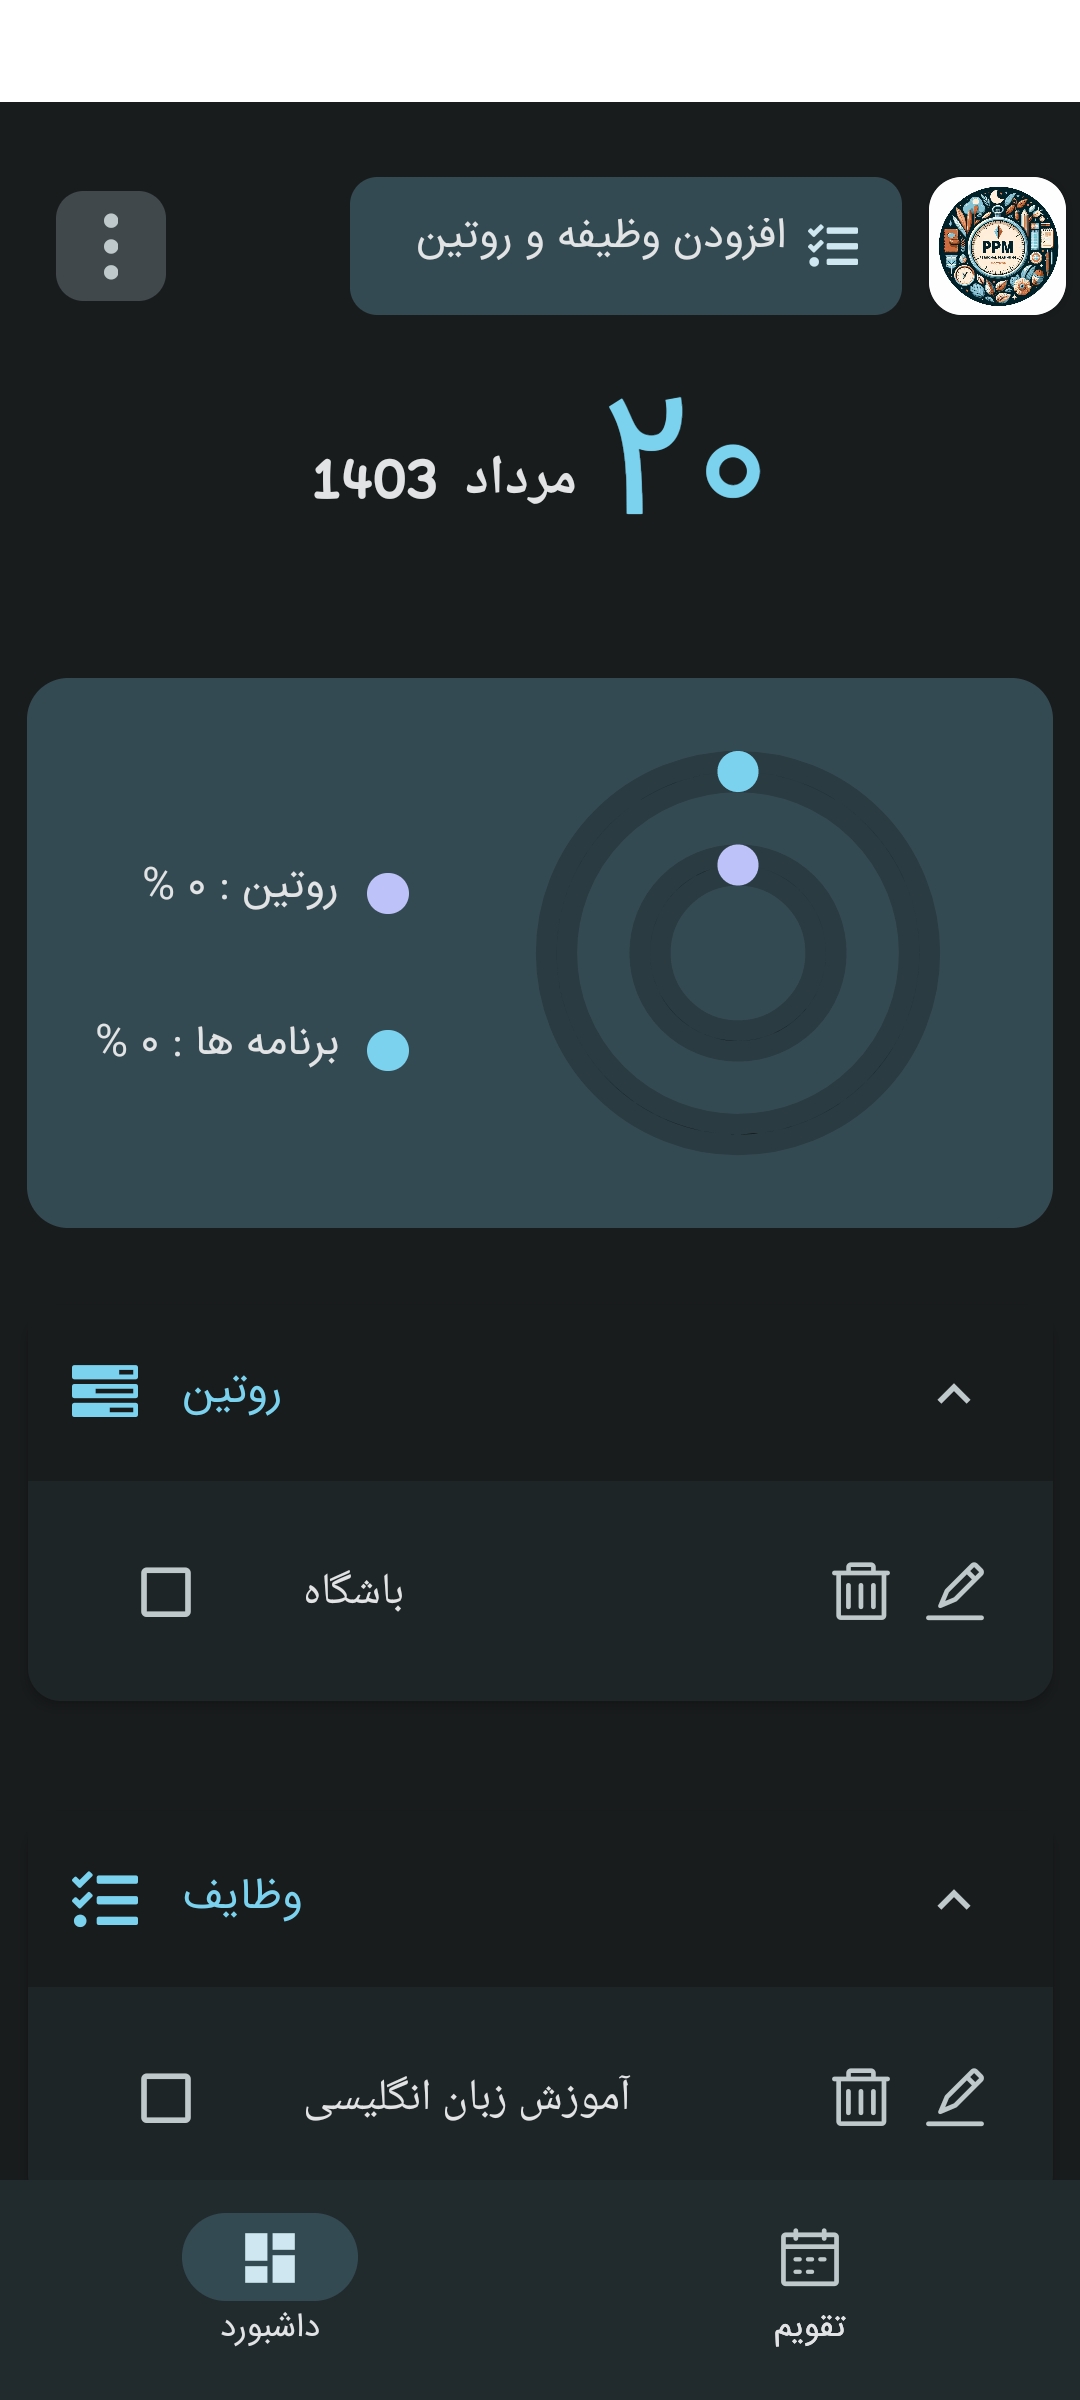 افزودن وظیفه و روتین
PPM
۲۰ مرداد 1403
روتین : ۰ %
برنامه ها : ۰ %
روتین
باشگاه
وظایف
آموزش زبان انگلیسی
داشبورد
تقویم